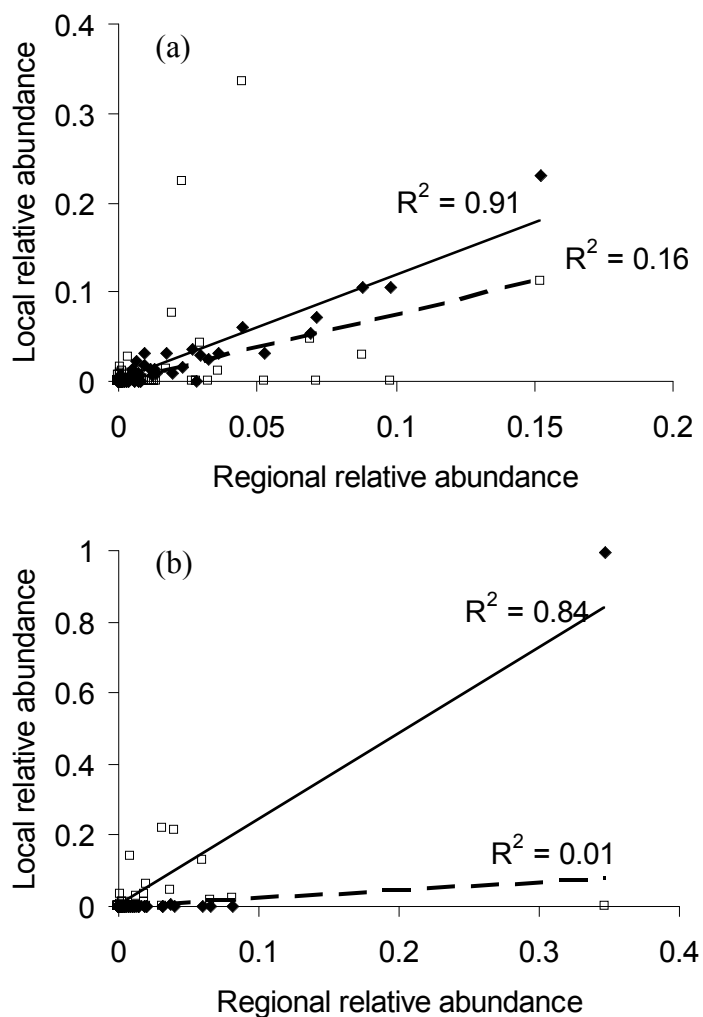 (a)
0.4
0.3
0.2
0.1
0
Local relative abundance
R² = 0.91
R² = 0.16
0 0.05 0.1 0.15 0.2
Regional relative abundance
(b)
1
0.8
0.6
0.4
0.2
0
Local relative abundance
R² = 0.84
R² = 0.01
0 0.1 0.2 0.3 0.4
Regional relative abundance